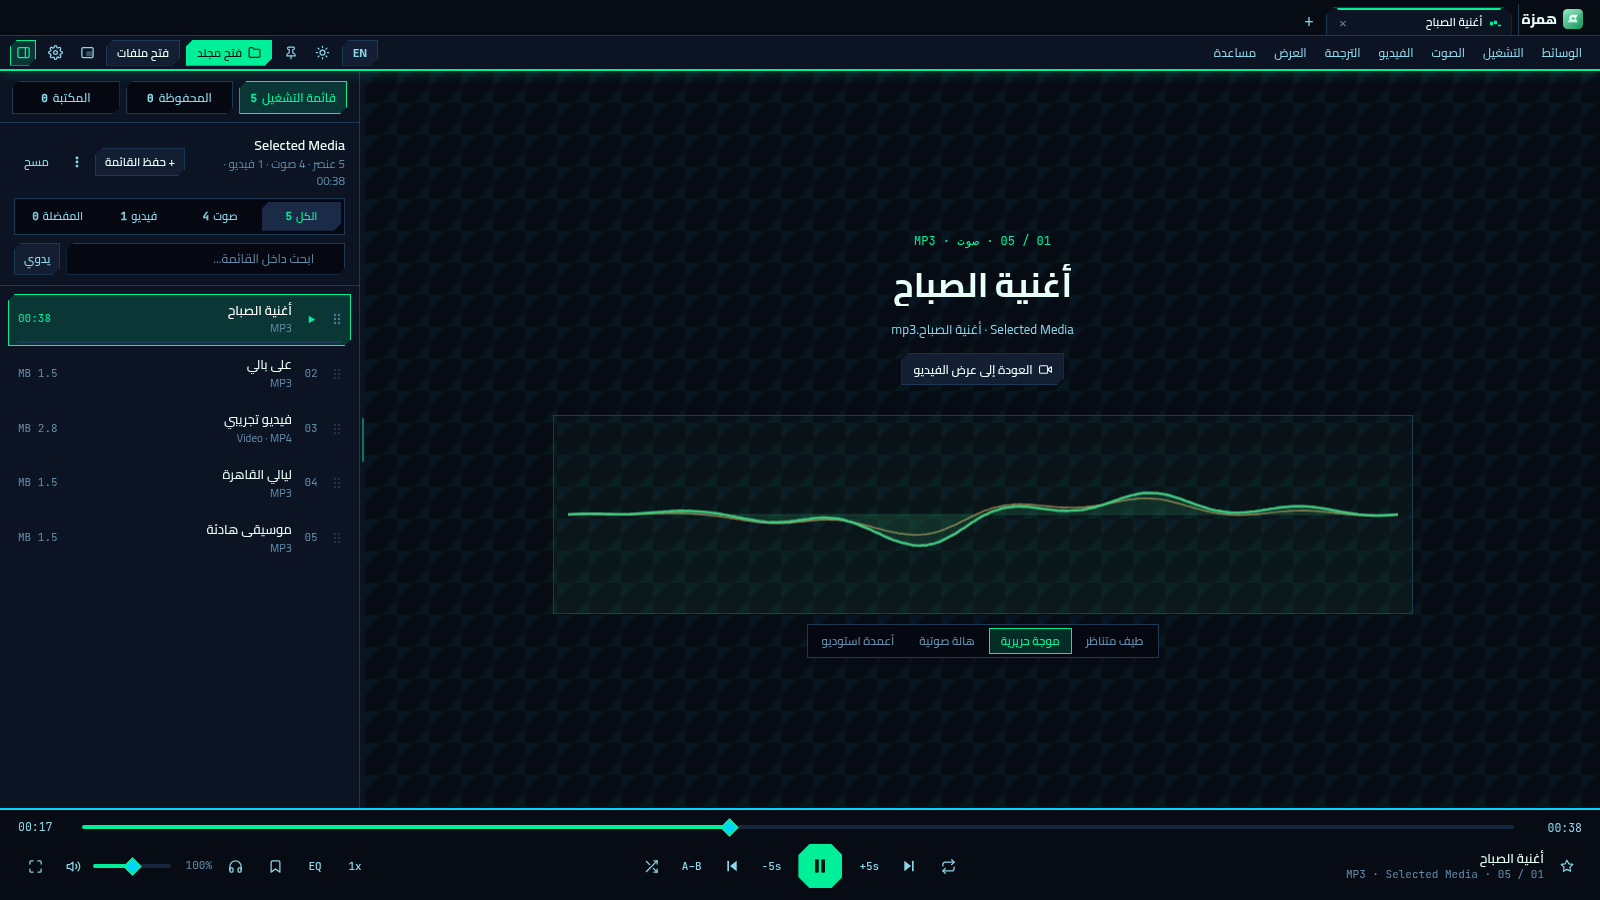 همزة
أغنية الصباح ×
+
الوسائط التشغيل الصوت الفيديو الترجمة العرض مساعدة
EN
فتح مجلد
فتح ملفات
قائمة التشغيل 5
المحفوظة 0
المكتبة 0
Selected Media
5 عنصر · 4 صوت · 1 فيديو ·
00:38
+ حفظ القائمة
مسح
الكل 5
صوت 4
فيديو 1
المفضلة 0
ابحث داخل القائمة...
يدوي
أغنية الصباح
MP3
00:38
02 على بالي
MP3
MB 1.5
03 فيديو تجريبي
Video · MP4
MB 2.8
04 ليالي القاهرة
MP3
MB 1.5
05 موسيقى هادئة
MP3
MB 1.5
MP3 · صوت · 05 / 01
أغنية الصباح
mp3.أغنية الصباح · Selected Media
العودة إلى عرض الفيديو
طيف متناظر
موجة حريرية
هالة صوتية
أعمدة استوديو
00:17
00:38
100%
EQ
1x
A-B
-5s
+5s
أغنية الصباح
MP3 · Selected Media · 05 / 01